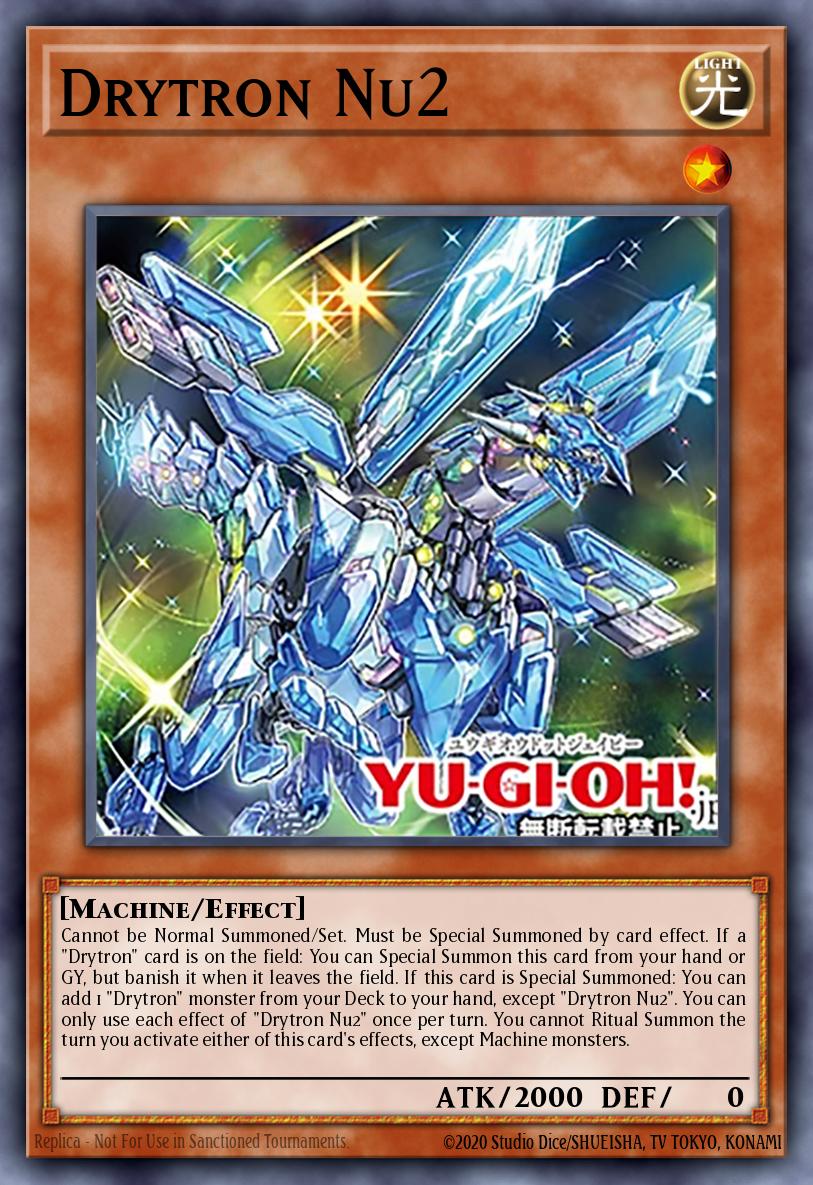 Drytron Nu2
LIGHT
光
ユウギオウドットジェイピー
YU-GI-OH!
.jp
無断転載禁止
[Machine/Effect]
Cannot be Normal Summoned/Set. Must be Special Summoned by card effect. If a
"Drytron" card is on the field: You can Special Summon this card from your hand or
GY, but banish it when it leaves the field. If this card is Special Summoned: You can
add 1 "Drytron" monster from your Deck to your hand, except "Drytron Nu2". You can
only use each effect of "Drytron Nu2" once per turn. You cannot Ritual Summon the
turn you activate either of this card's effects, except Machine monsters.
ATK/2000 DEF/ 0
Replica - Not For Use in Sanctioned Tournaments.
©2020 Studio Dice/SHUEISHA, TV TOKYO, KONAMI